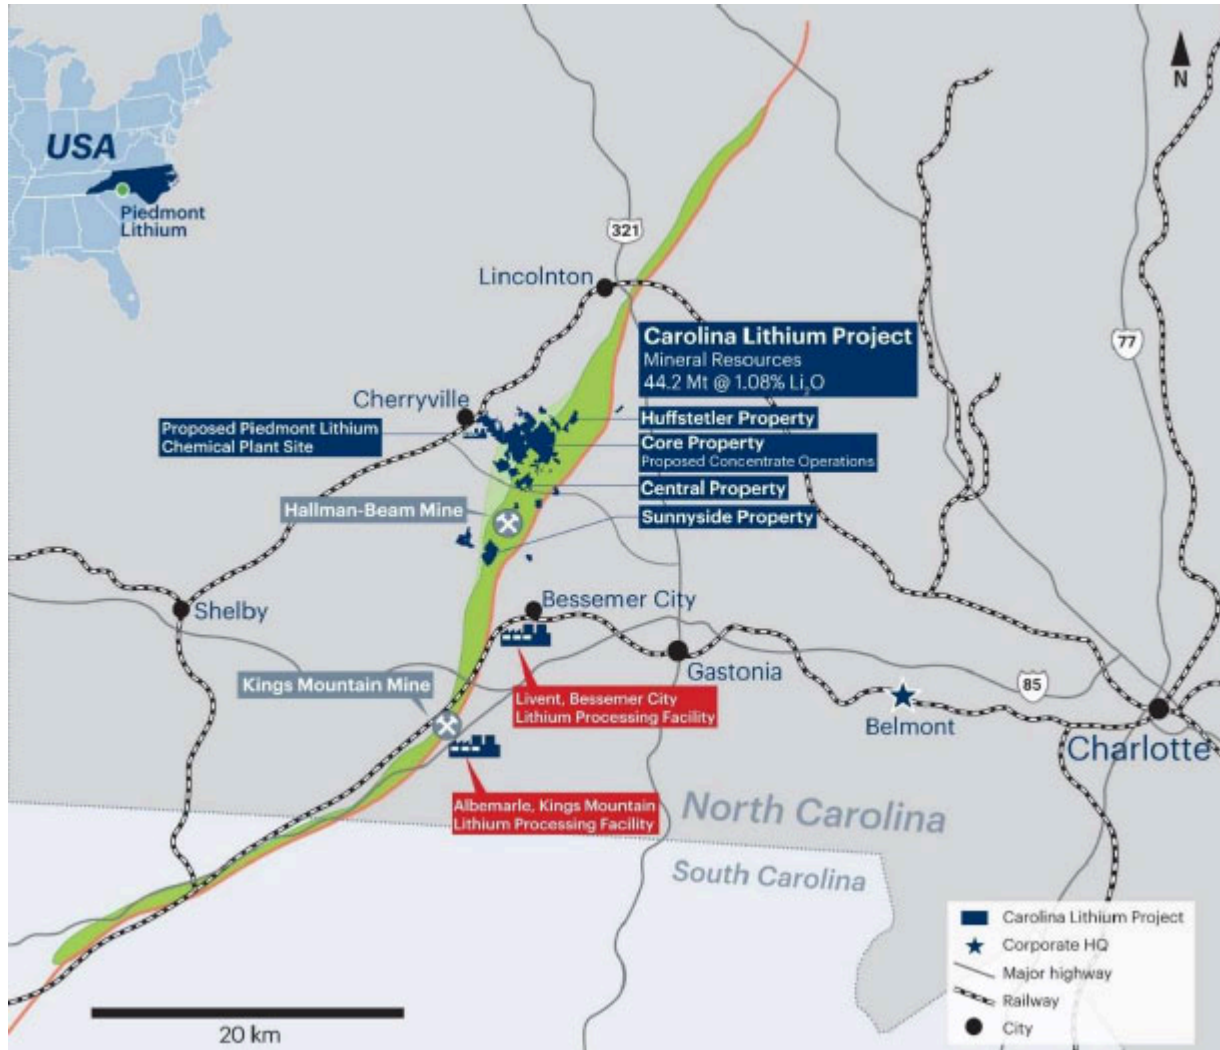 USA
Piedmont
Lithium
N
321
Lincolnton
77
Carolina Lithium Project
Mineral Resources
44.2 Mt @ 1.08% Li₂O
Cherryville
Huffstetler Property
Proposed Piedmont Lithium
Chemical Plant Site
Core Property
Proposed Concentrate Operations
Central Property
Hallman-Beam Mine
Sunnyside Property
Shelby
Bessemer City
Gastonia
Kings Mountain Mine
85
Livent, Bessemer City
Lithium Processing Facility
Belmont
Charlotte
Albemarle, Kings Mountain
Lithium Processing Facility
North Carolina
South Carolina
Carolina Lithium Project
Corporate HQ
Major highway
Railway
City
20 km